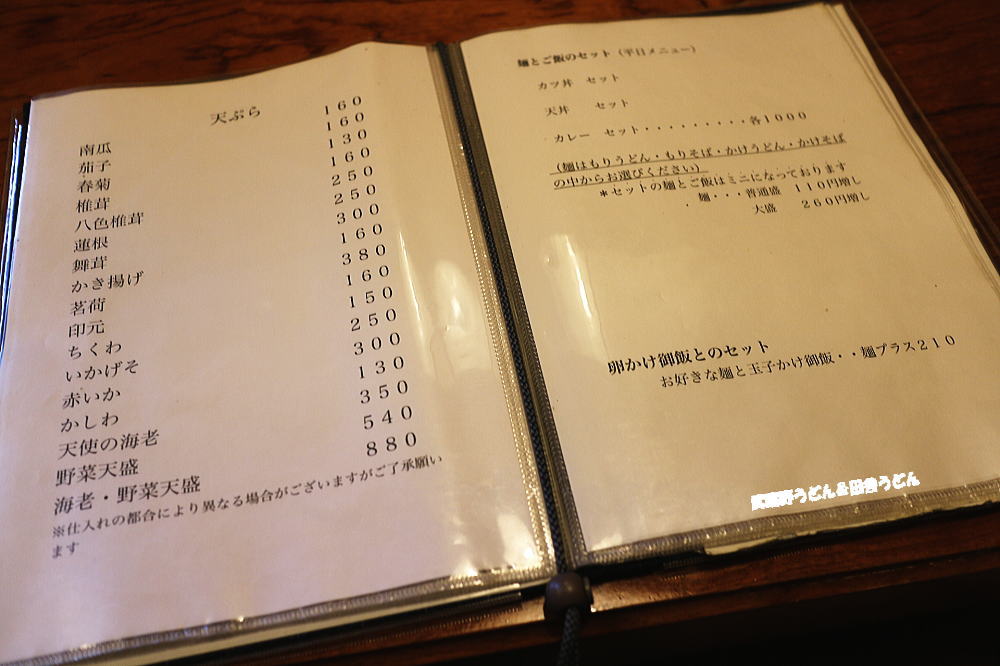 天ぷら
南瓜 １６０
茄子 １６０
春菊 １３０
椎茸 １６０
八色椎茸 ２５０
蓮根 ２５０
舞茸 ３００
かき揚げ １６０
茗荷 ３８０
印元 １６０
ちくわ １５０
いかげそ ２５０
赤いか ３００
かしわ １３０
天使の海老 ３５０
野菜天盛 ５４０
海老・野菜天盛 ８８０
※仕入れの都合により異なる場合がございますがご了承願い
ます
麺とご飯のセット（平日メニュー）
カツ丼　セット
天丼　　セット
カレー　セット・・・・・・・・・各１０００
（麺はもりうどん・もりそば・かけうどん・かけそば
の中からお選びください）
＊セットの麺とご飯はミニになっております
麺・・・普通盛　１１０円増し
大盛　２６０円増し
卵かけ御飯とのセット
お好きな麺と玉子かけ御飯・・麺プラス２１０
武蔵野うどん＆田舎うどん